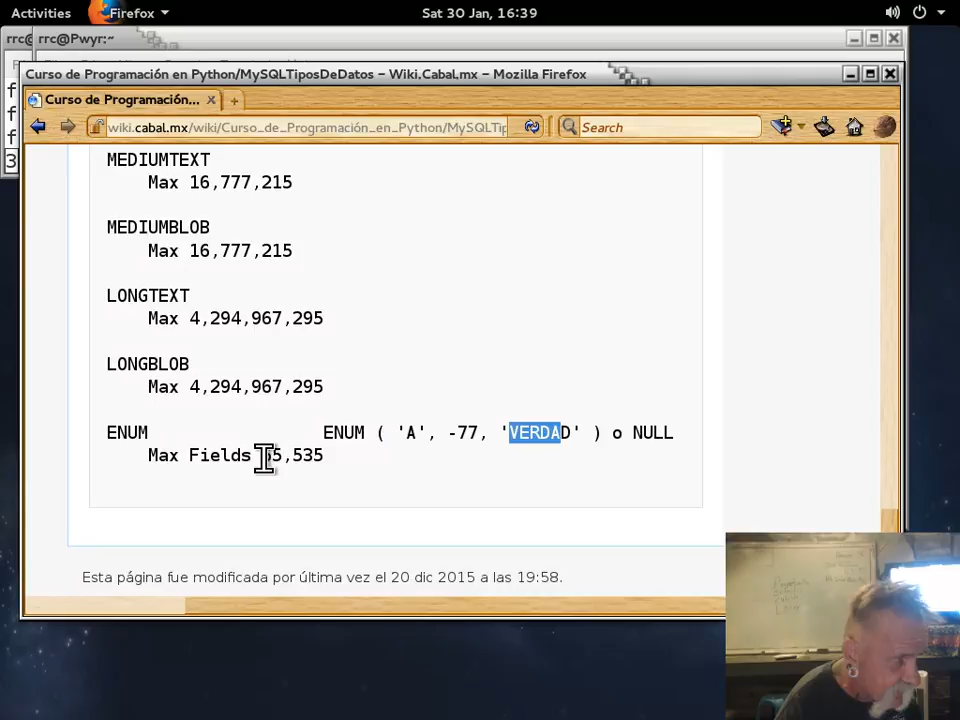 Activities Firefox Sat 30 Jan, 16:39
rrc@ rrc@Pwyr:~
Curso de Programación en Python/MySQLTiposDeDatos – Wiki,Cabal,mx – Mozilla Firefox
Curso de Programación...
wiki.cabal.mx/wiki/Curso_de_Programación_en_Python/MySQLTip Search
f
f
f
3
MEDIUMTEXT
Max 16,777,215
MEDIUMBLOB
Max 16,777,215
LONGTEXT
Max 4,294,967,295
LONGBLOB
Max 4,294,967,295
ENUM ENUM ( 'A', -77, 'VERDAD' ) o NULL
Max Fields 65,535
Esta página fue modificada por última vez el 20 dic 2015 a las 19:58.